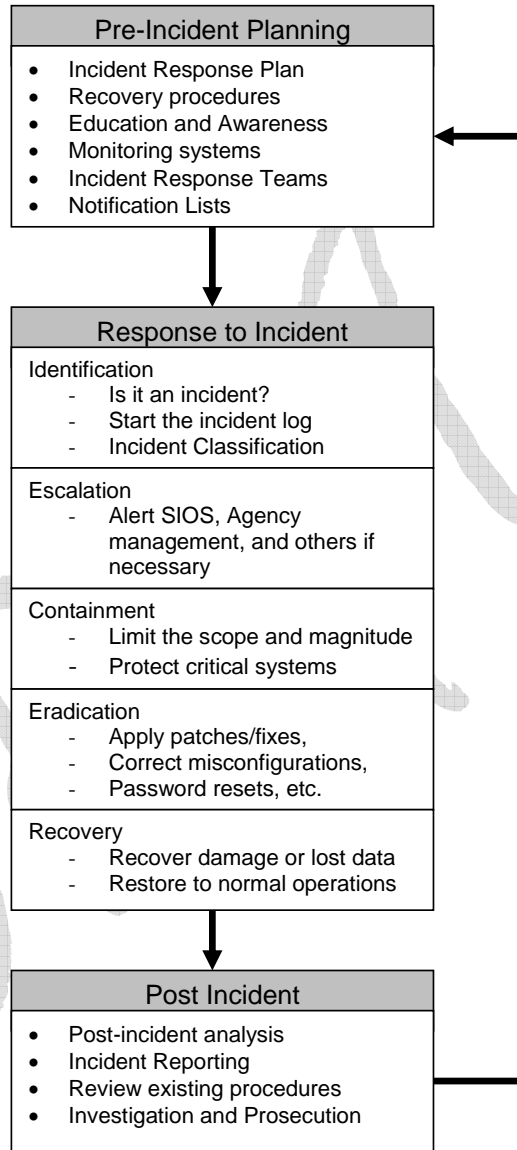 Pre-Incident Planning
• Incident Response Plan
• Recovery procedures
• Education and Awareness
• Monitoring systems
• Incident Response Teams
• Notification Lists
Response to Incident
Identification
- Is it an incident?
- Start the incident log
- Incident Classification
Escalation
- Alert SIOS, Agency
management, and others if
necessary
Containment
- Limit the scope and magnitude
- Protect critical systems
Eradication
- Apply patches/fixes,
- Correct misconfigurations,
- Password resets, etc.
Recovery
- Recover damage or lost data
- Restore to normal operations
Post Incident
• Post-incident analysis
• Incident Reporting
• Review existing procedures
• Investigation and Prosecution